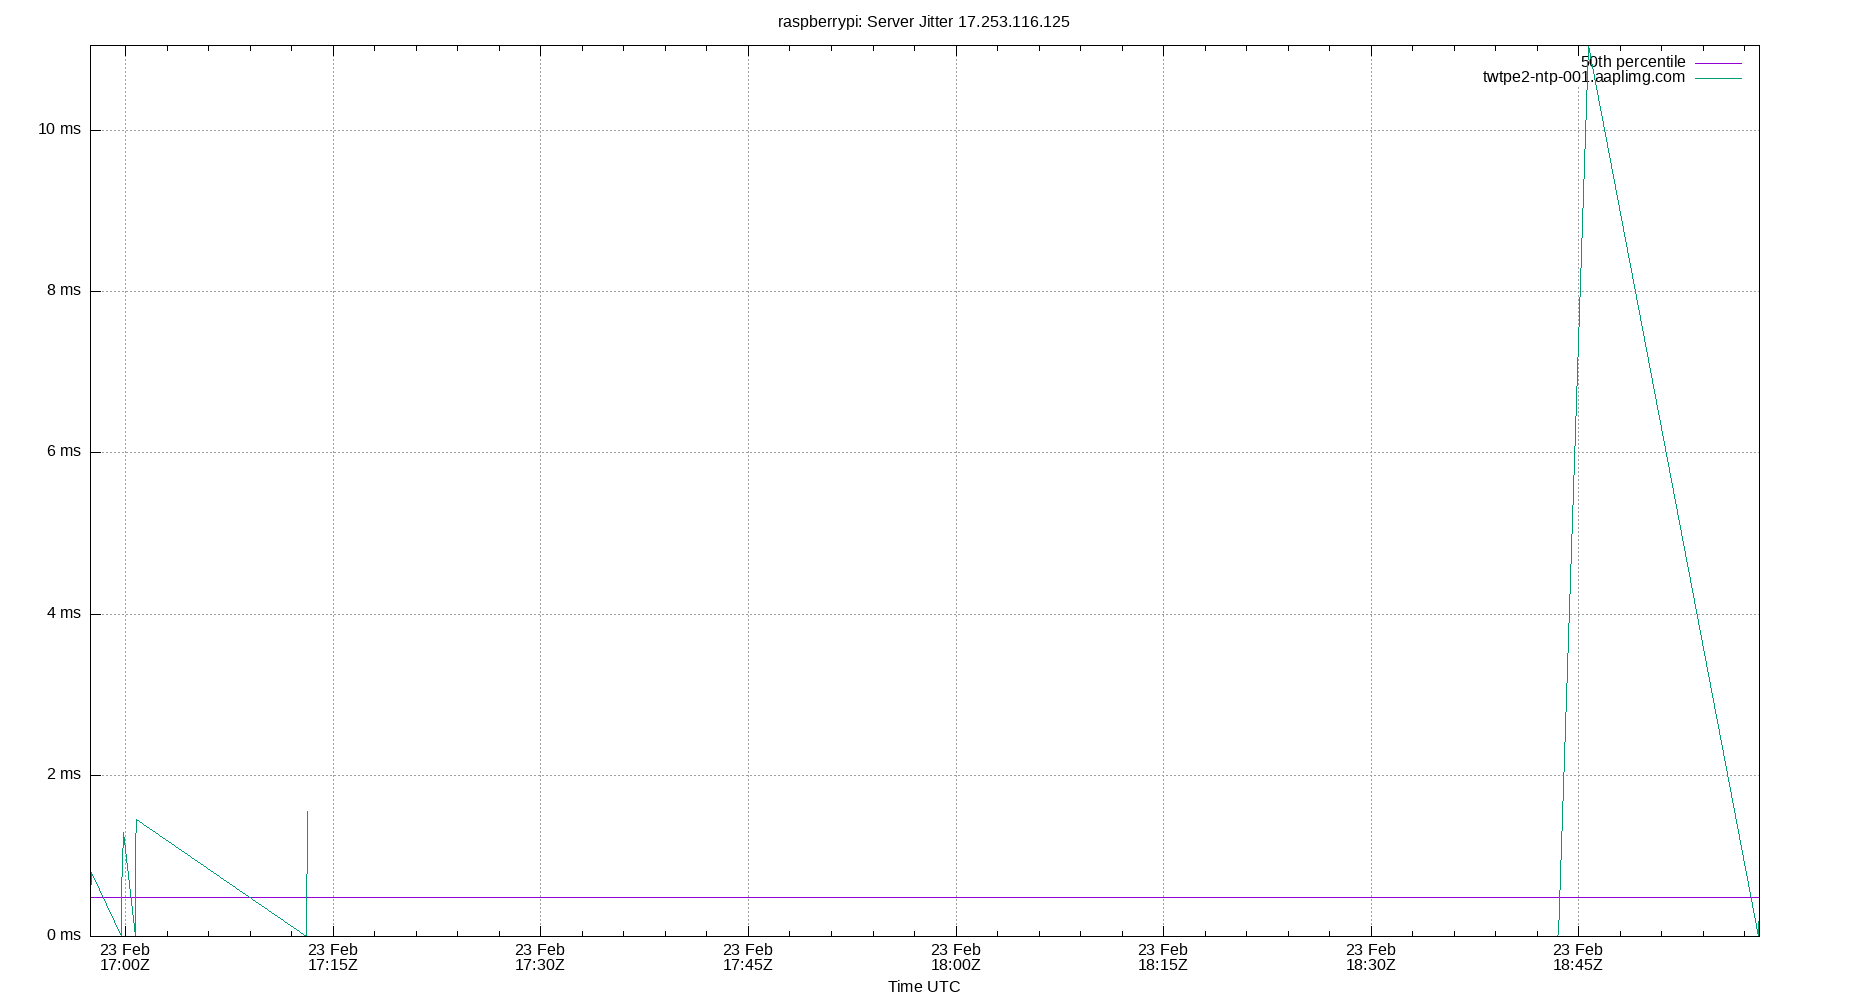 raspberrypi: Server Jitter 17.253.116.125
50th percentile
twtpe2-ntp-001.aaplimg.com
10 ms
8 ms
6 ms
4 ms
2 ms
0 ms
23 Feb 23 Feb 23 Feb 23 Feb 23 Feb 23 Feb 23 Feb 23 Feb
17:00Z 17:15Z 17:30Z 17:45Z 18:00Z 18:15Z 18:30Z 18:45Z
Time UTC